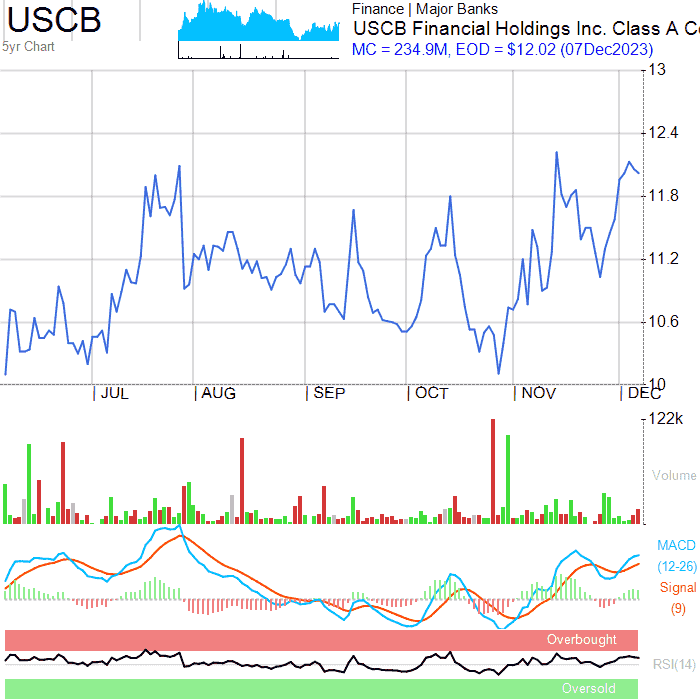 USCB
5yr Chart
Finance | Major Banks
USCB Financial Holdings Inc. Class A Co
MC = 234.9M, EOD = $12.02 (07Dec2023)
13
12.4
11.8
11.2
10.6
10
JUL AUG SEP OCT NOV DEC
122k
Volume
MACD
(12-26)
Signal
(9)
Overbought
RSI(14)
Oversold